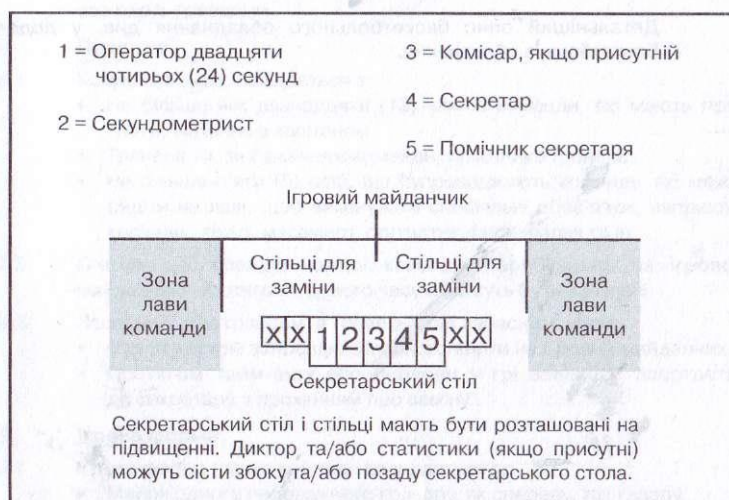 1 = Оператор двадцяти
чотирьох (24) секунд
2 = Секундометрист
3 = Комісар, якщо присутній
4 = Секретар
5 = Помічник секретаря
Ігровий майданчик
Зона
лави
команди
Стільці для
заміни
Стільці для
заміни
Зона
лави
команди
X X 1 2 3 4 5 X X
Секретарський стіл
Секретарський стіл і стільці мають бути розташовані на
підвищенні. Диктор та/або статистики (якщо присутні)
можуть сісти збоку та/або позаду секретарського стола.